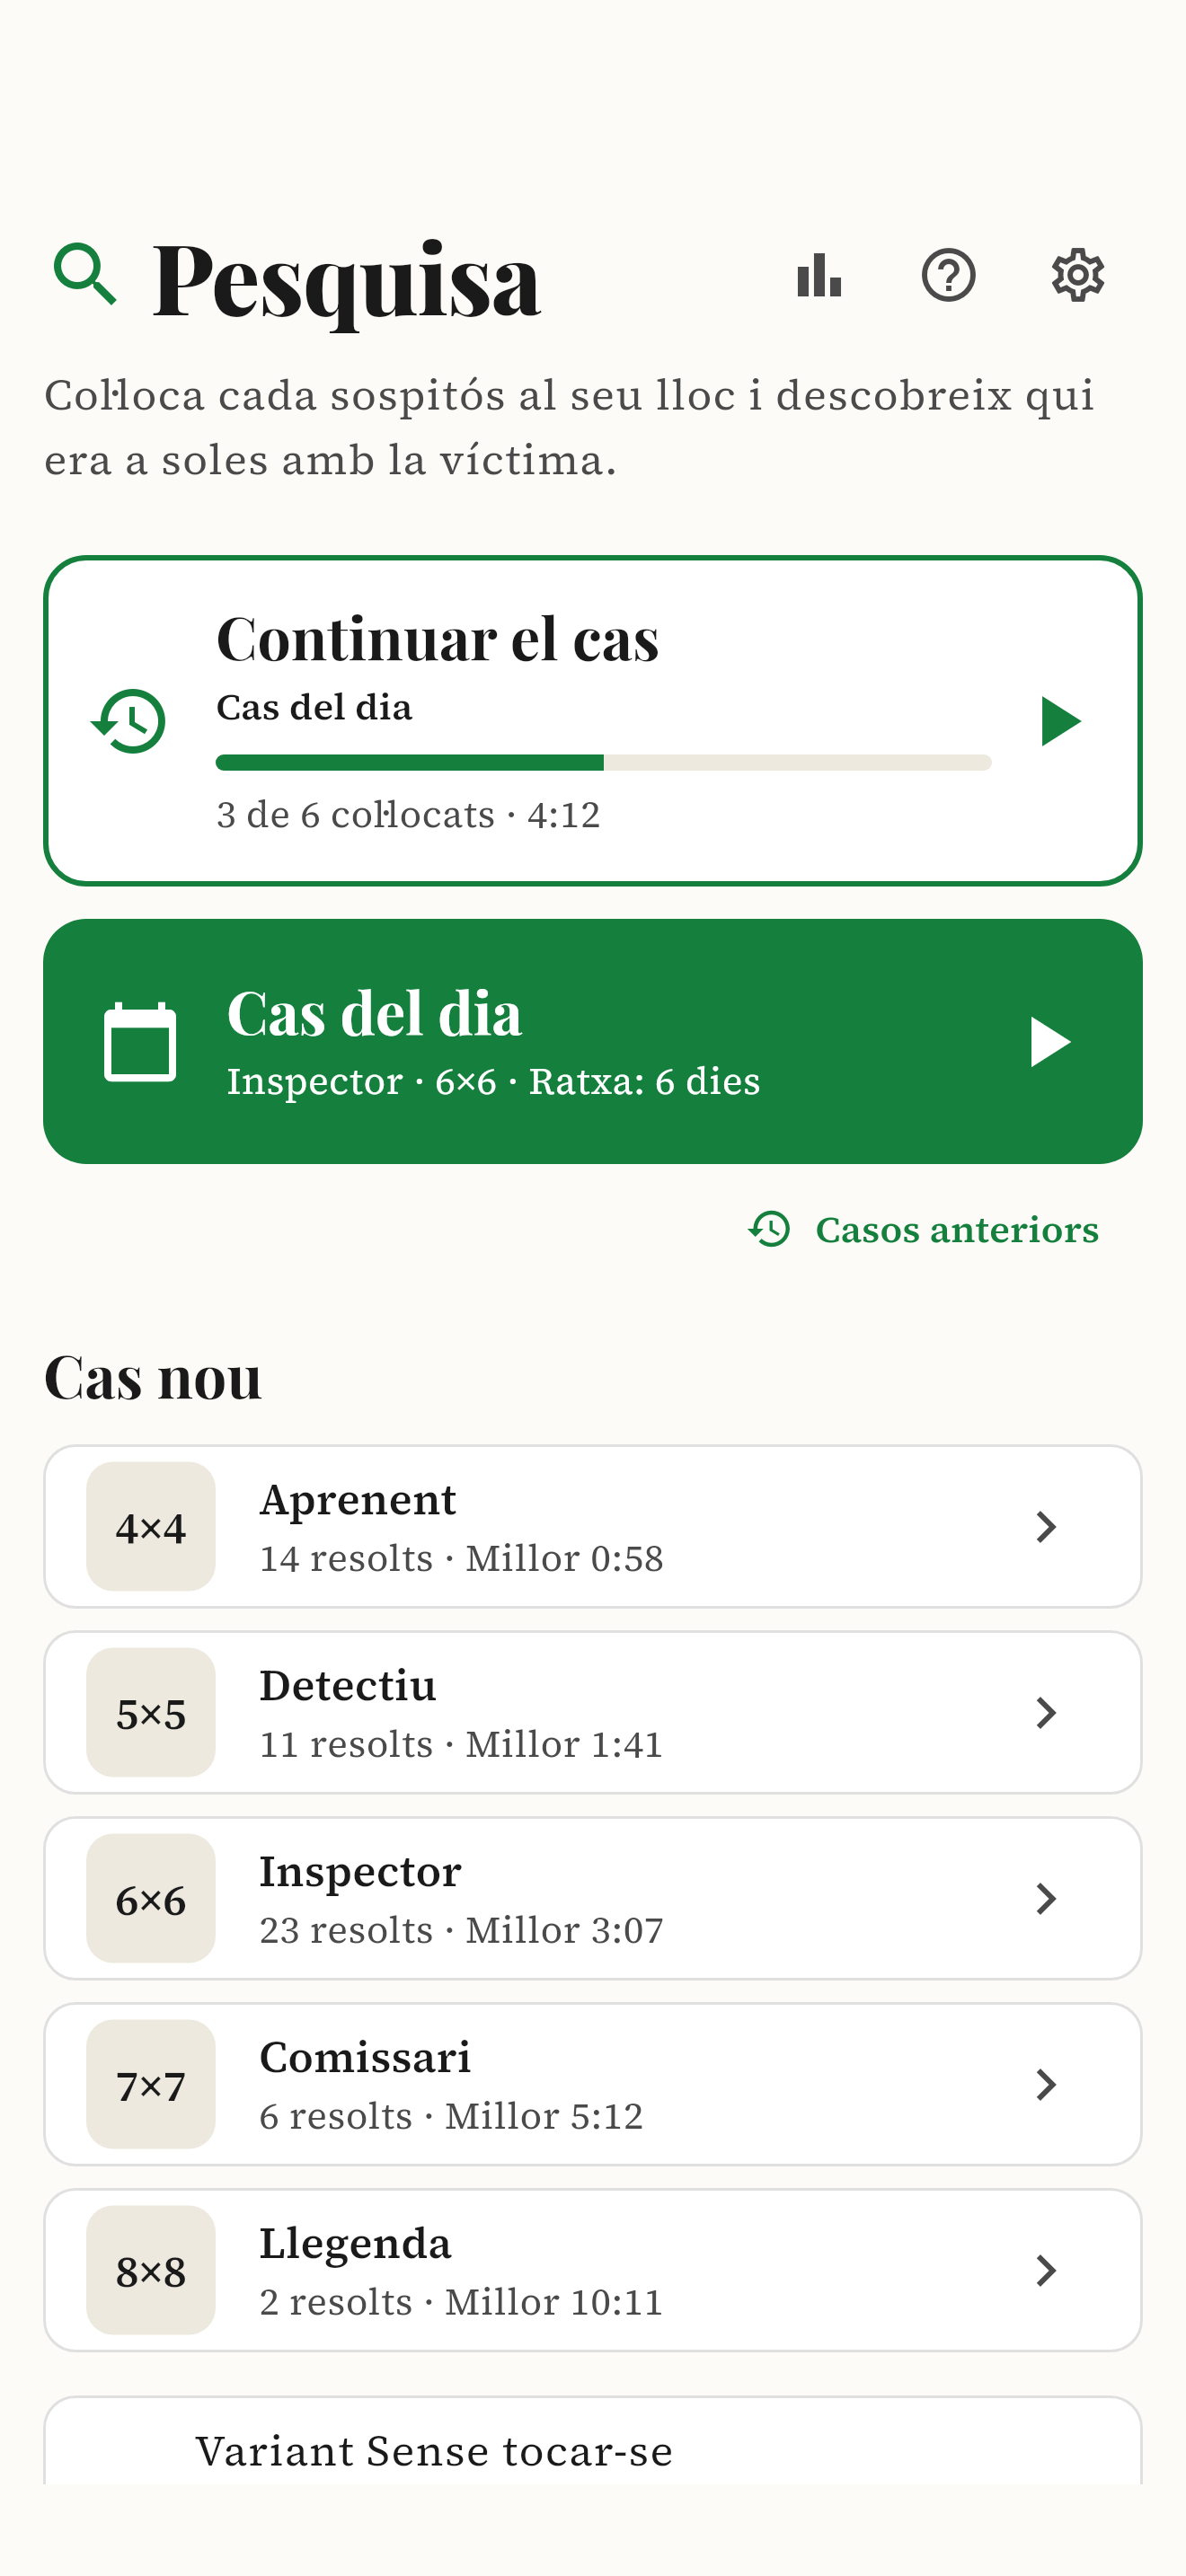 Pesquisa
Col·loca cada sospitós al seu lloc i descobreix qui
era a soles amb la víctima.
Continuar el cas
Cas del dia
3 de 6 col·locats · 4:12
Cas del dia
Inspector · 6×6 · Ratxa: 6 dies
Casos anteriors
Cas nou
4×4
Aprenent
14 resolts · Millor 0:58
5×5
Detectiu
11 resolts · Millor 1:41
6×6
Inspector
23 resolts · Millor 3:07
7×7
Comissari
6 resolts · Millor 5:12
8×8
Llegenda
2 resolts · Millor 10:11
Variant Sense tocar-se